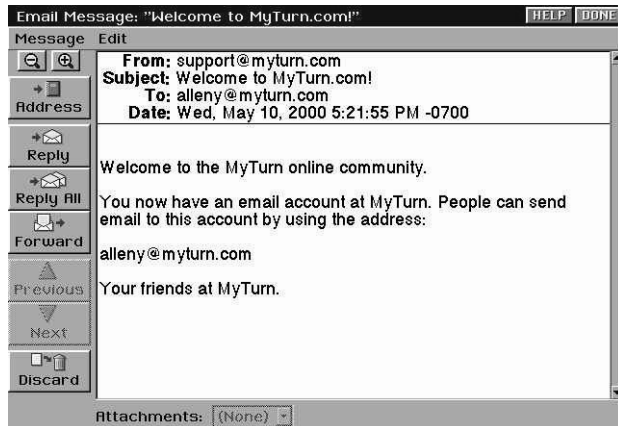 Email Message: "Welcome to MyTurn.com!" HELP DONE
Message Edit
Address
Reply
Reply All
Forward
Previous
Next
Discard
From: support@myturn.com
Subject: Welcome to MyTurn.com!
To: alleny@myturn.com
Date: Wed, May 10, 2000 5:21:55 PM -0700
Welcome to the MyTurn online community.
You now have an email account at MyTurn. People can send
email to this account by using the address:
alleny@myturn.com
Your friends at MyTurn.
Attachments: (None)